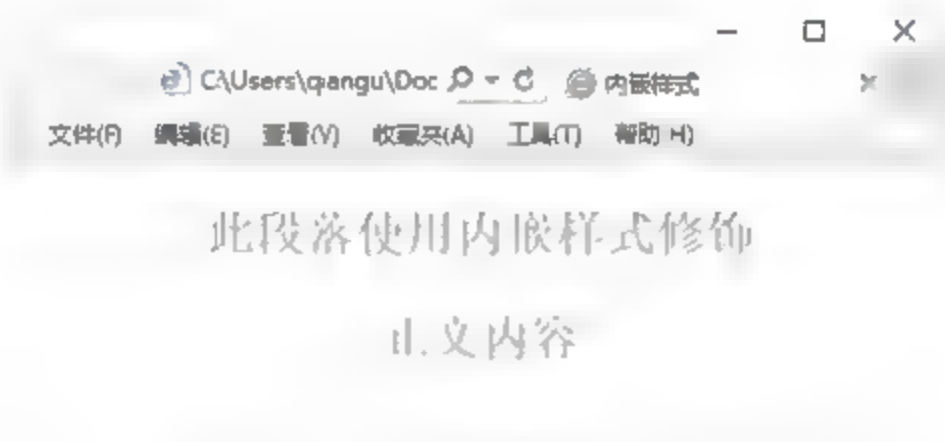 C:\Users\qiangu\Doc 内嵌样式
文件(F) 编辑(E) 查看(V) 收藏夹(A) 工具(T) 帮助(H)
此段落使用内嵌样式修饰
正文内容